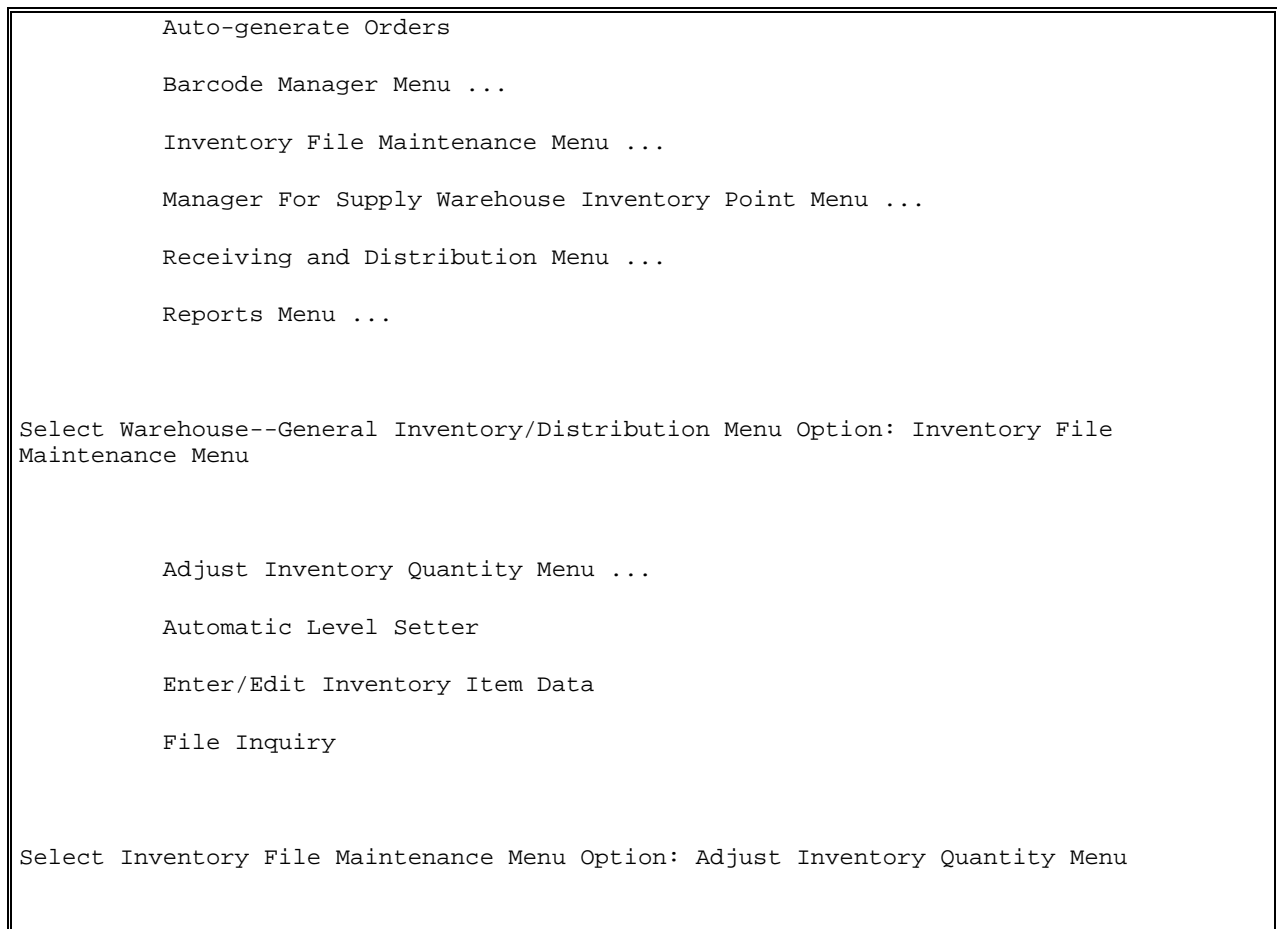 Auto-generate Orders
Barcode Manager Menu ...
Inventory File Maintenance Menu ...
Manager For Supply Warehouse Inventory Point Menu ...
Receiving and Distribution Menu ...
Reports Menu ...
Select Warehouse--General Inventory/Distribution Menu Option: Inventory File
Maintenance Menu
Adjust Inventory Quantity Menu ...
Automatic Level Setter
Enter/Edit Inventory Item Data
File Inquiry
Select Inventory File Maintenance Menu Option: Adjust Inventory Quantity Menu